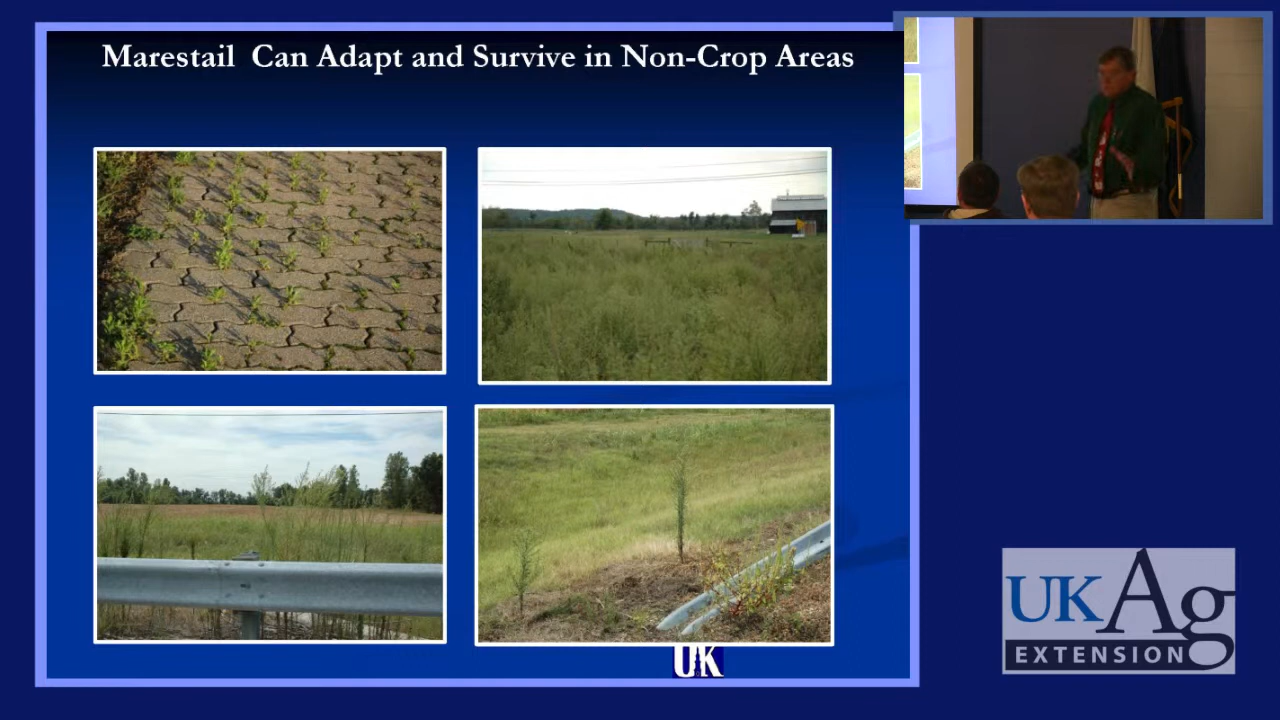 Marestail Can Adapt and Survive in Non-Crop Areas
UK
UKAg
EXTENSION